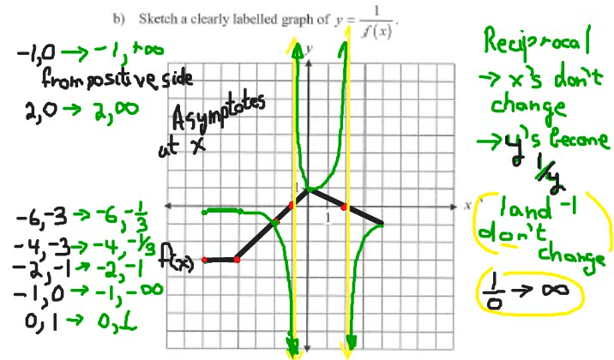 b) Sketch a clearly labelled graph of y = 1/f(x).
-1,0 → -1,+∞
from positive side
2,0 → 2,∞
Asymptotes
at x
y
x
1
1
f(x)
-6,-3 → -6,-1/3
-4,-3 → -4,-1/3
-2,-1 → -2,-1
-1,0 → -1,-∞
0,1 → 0,1
Reciprocal
→ x's don't
change
→ y's become
1/y
1 and -1
don't
change
1/0 → ∞